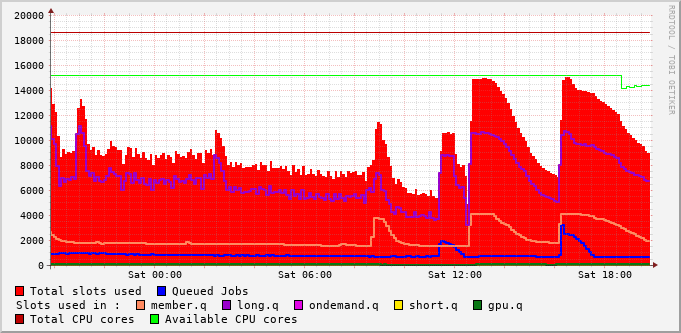 20000
18000
16000
14000
12000
10000
8000
6000
4000
2000
0
Sat 00:00 Sat 06:00 Sat 12:00 Sat 18:00
RRDTOOL / TOBI OETIKER
Total slots used Queued Jobs
Slots used in : member.q long.q ondemand.q short.q gpu.q
Total CPU cores Available CPU cores